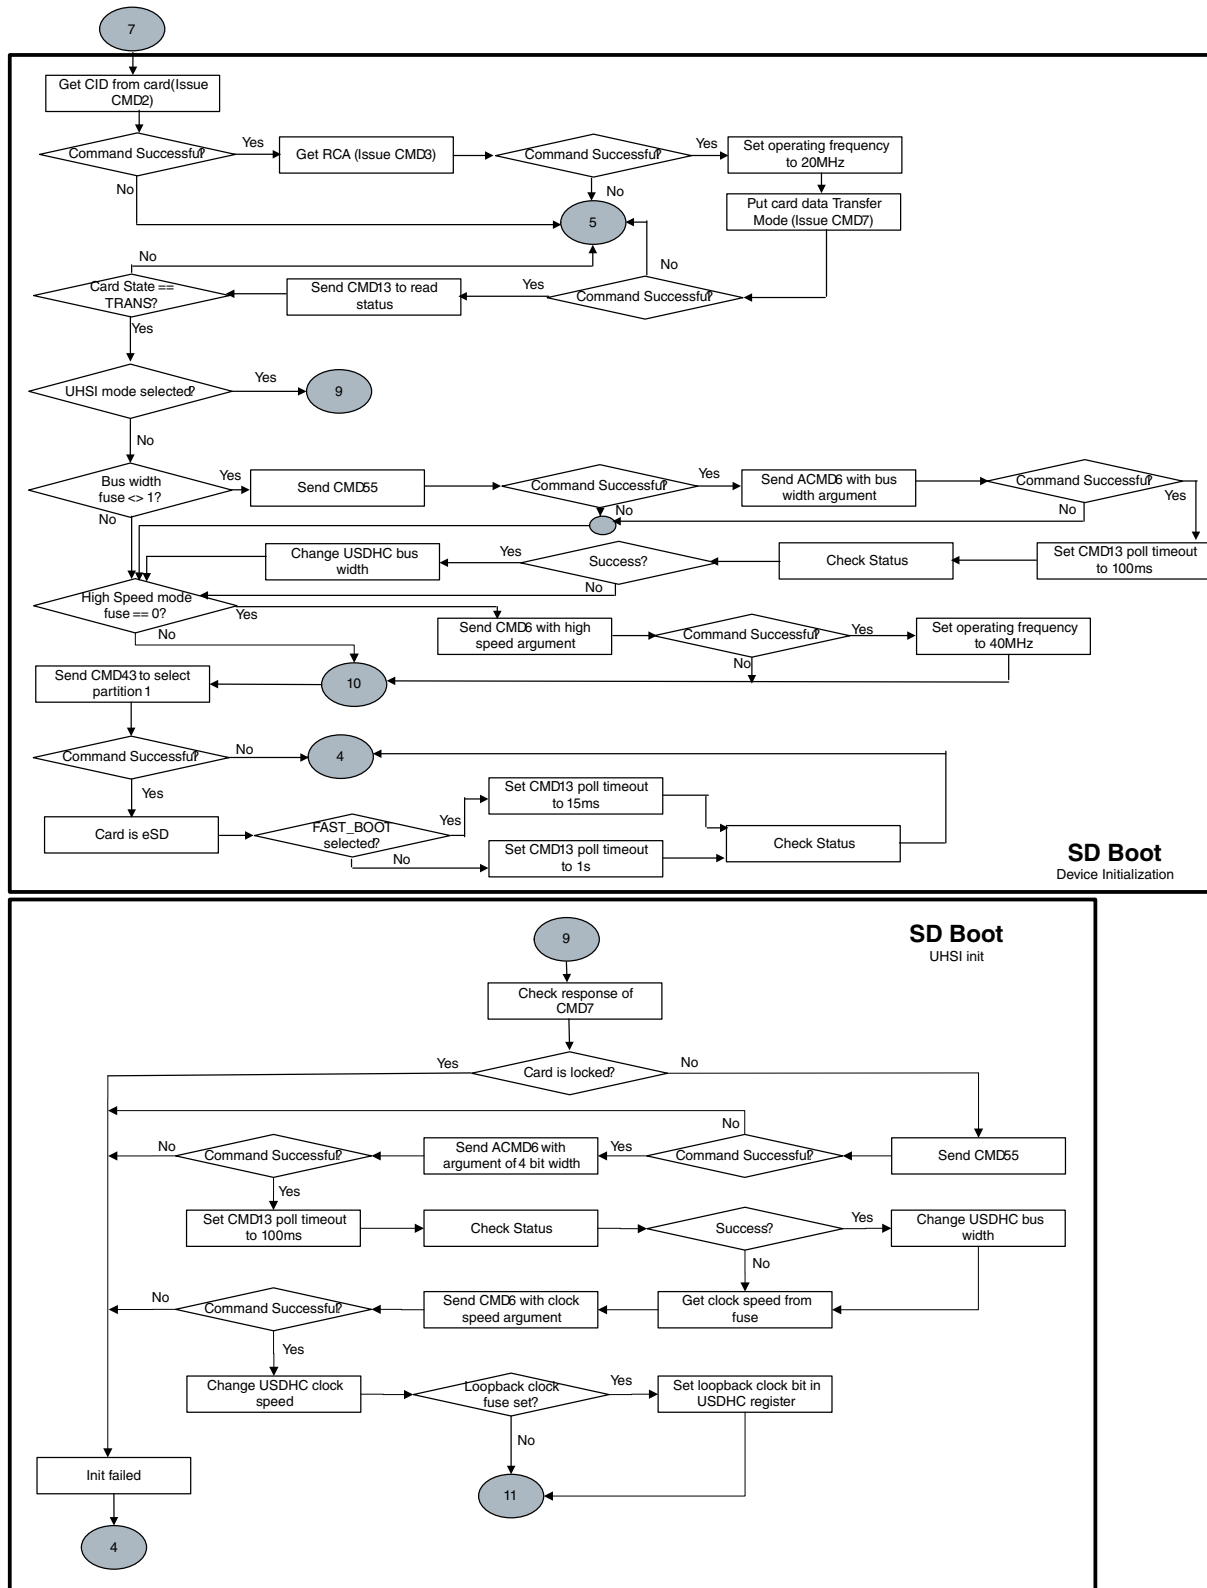 7
Get CID from card(Issue
CMD2)
Command Successful?
Yes
Get RCA (Issue CMD3)
Command Successful?
Yes
Set operating frequency
to 20MHz
No
No
Put card data Transfer
Mode (Issue CMD7)
5
No
No
Card State ==
TRANS?
Send CMD13 to read
status
Yes
Command Successful?
Yes
UHSI mode selected?
Yes
9
No
Bus width
fuse <> 1?
Yes
Send CMD55
Command Successful?
Yes
Send ACMD6 with bus
width argument
Command Successful?
Yes
No
No
No
Change USDHC bus
width
Yes
Success?
Check Status
Set CMD13 poll timeout
to 100ms
No
High Speed mode
fuse == 0?
Yes
No
Send CMD6 with high
speed argument
Command Successful?
Yes
Set operating frequency
to 40MHz
No
Send CMD43 to select
partition 1
10
Command Successful?
No
4
Yes
Card is eSD
FAST_BOOT
selected?
Yes
Set CMD13 poll timeout
to 15ms
No
Set CMD13 poll timeout
to 1s
Check Status
SD Boot
Device Initialization
9
SD Boot
UHSI init
Check response of
CMD7
Yes
Card is locked?
No
No
No
Command Successful?
Send ACMD6 with
argument of 4 bit width
Yes
Command Successful?
Send CMD55
Yes
Set CMD13 poll timeout
to 100ms
Check Status
Success?
Yes
Change USDHC bus
width
No
No
Command Successful?
Send CMD6 with clock
speed argument
Get clock speed from
fuse
Yes
Change USDHC clock
speed
Loopback clock
fuse set?
Yes
Set loopback clock bit in
USDHC register
No
Init failed
11
4